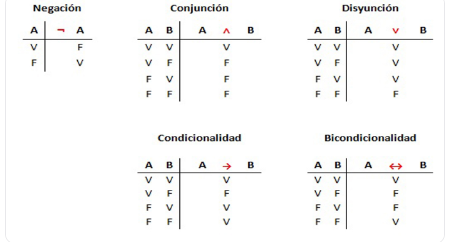 Negación
A ¬ A
V F
F V
Conjunción
A B A ∧ B
V V V
V F F
F V F
F F F
Disyunción
A B A ∨ B
V V V
V F V
F V V
F F F
Condicionalidad
A B A → B
V V V
V F F
F V V
F F V
Bicondicionalidad
A B A ↔ B
V V V
V F F
F V F
F F V